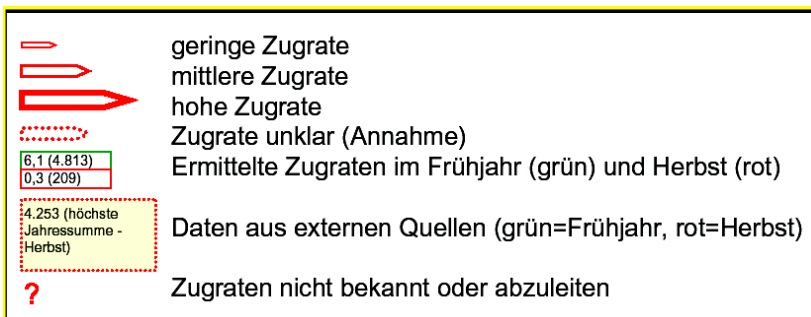 geringe Zugrate
mittlere Zugrate
hohe Zugrate
Zugrate unklar (Annahme)
6,1 (4.813)
0,3 (209)
Ermittelte Zugraten im Frühjahr (grün) und Herbst (rot)
4.253 (höchste
Jahressumme -
Herbst)
Daten aus externen Quellen (grün=Frühjahr, rot=Herbst)
? Zugraten nicht bekannt oder abzuleiten